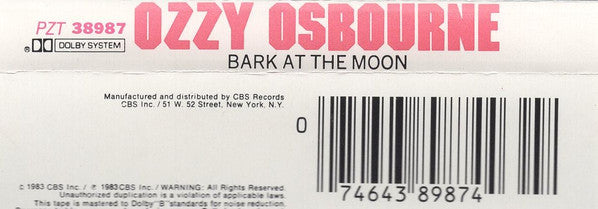 PZT 38987
OZZY OSBOURNE
DOLBY SYSTEM
BARK AT THE MOON
Manufactured and distributed by CBS Records
CBS Inc. / 51 W. 52 Street, New York, N.Y.
0
74643 89874
© 1983 CBS Inc. / ℗ 1983 CBS Inc. / WARNING: All Rights Reserved.
Unauthorized duplication is a violation of applicable laws.
This tape is mastered to Dolby "B" standards for noise reduction.